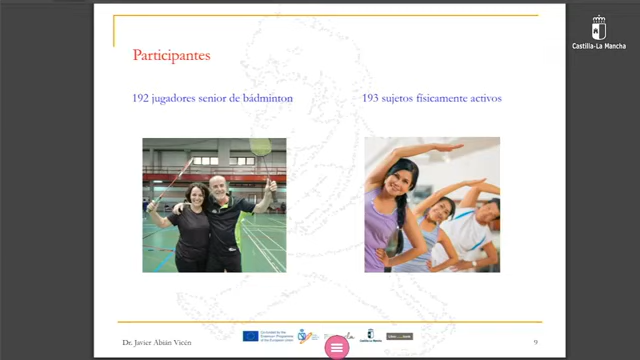 Castilla-La Mancha
Participantes
192 jugadores senior de bádminton
193 sujetos físicamente activos
Dr. Javier Abián Vicén
9